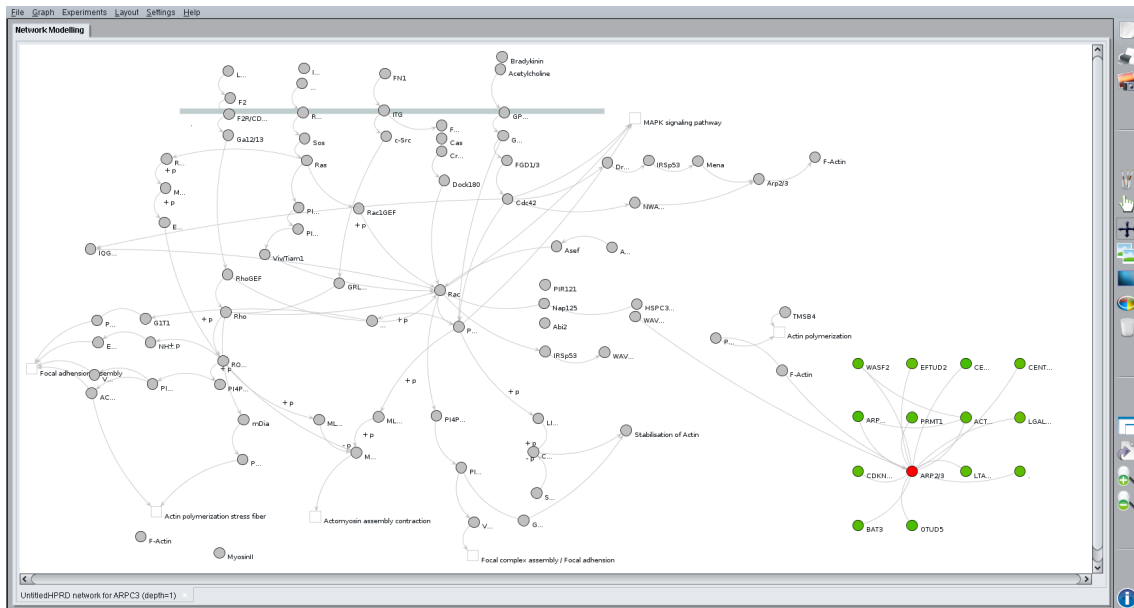 File Graph Experiments Layout Settings Help
Network Modelling
Bradykinin
Acetylcholine
L...
I...
...
FN1
F2
F2R/CD...
R...
ITG
GP...
MAPK signaling pathway
Ga12/13
Sos
c-Src
F...
Cas
Cr...
G...
R...
+ p
Ras
FGD1/3
Dr...
IRSp53
Mena
F-Actin
Arp2/3
M...
+ p
Dock180
Cdc42
NWA...
E...
PI...
Rac1GEF
+ p
PI...
IQG...
Viv/Tiam1
Asef
A...
RhoGEF
GRL...
Rac
PIR121
Nap125
HSPC3...
WAV...
Abi2
P...
G1T1
+ p
Rho
...
+ p
P...
TMSB4
Actin polymerization
P...
E...
NH...
+ p
IRSp53
WAV...
RO...
+ p
Focal adhesion assembly
V...
AC...
PI...
PI4P...
+ p
+ p
+ p
F-Actin
WASF2
EFTUD2
CE...
CENT...
mDia
ML...
ML...
+ p
PI4P...
LI...
Stabilisation of Actin
ARP...
PRMT1
ACT...
LGAL...
- p
M...
+ p
- p
C...
P...
PI...
CDKN...
ARP2/3
LTA...
.
S...
Actin polymerization stress fiber
Actomyosin assembly contraction
V...
G...
BAT3
OTUD5
F-Actin
MyosinII
Focal complex assembly / Focal adhesion
UntitledHPRD network for ARPC3 (depth=1)